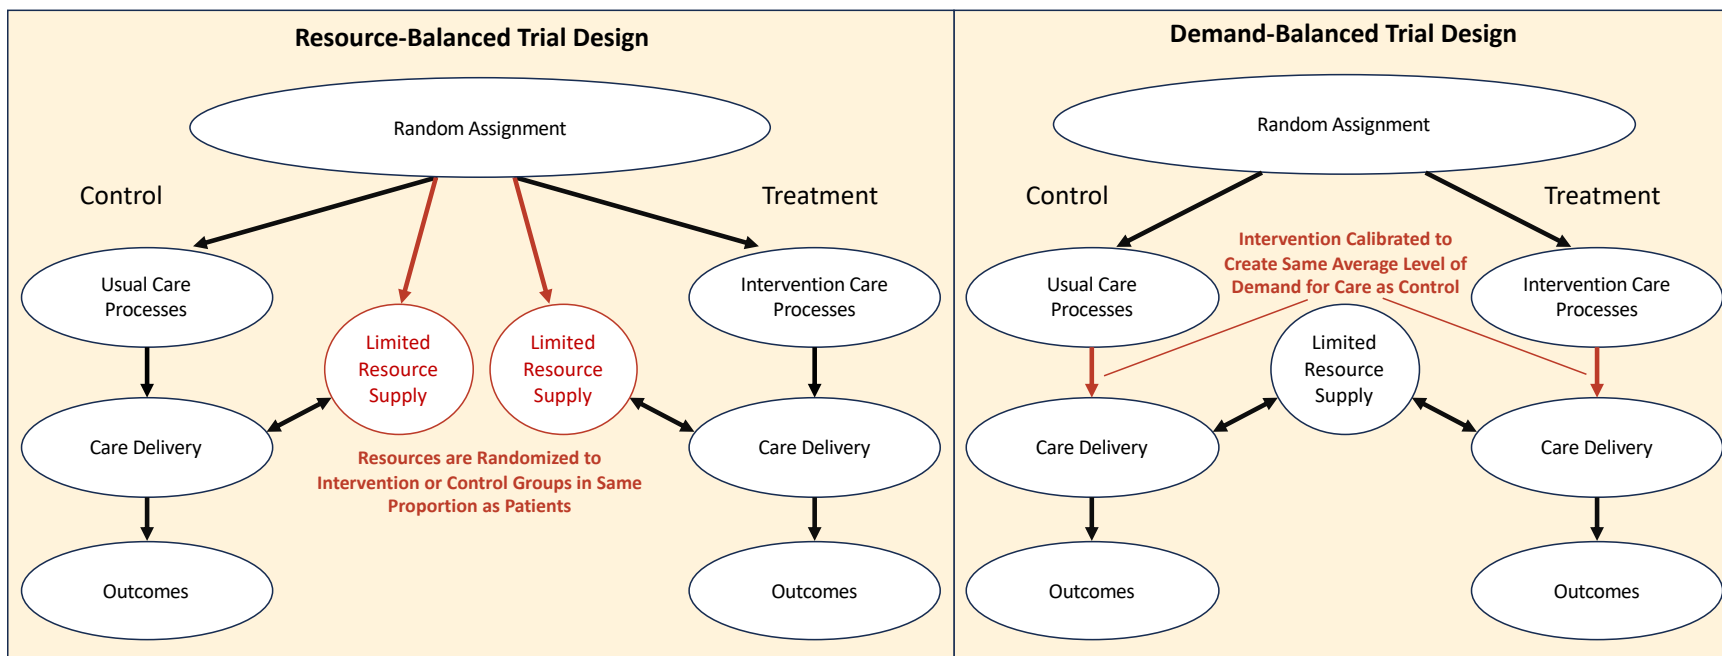 Resource-Balanced Trial Design
Random Assignment
Control
Treatment
Usual Care
Processes
Intervention Care
Processes
Limited
Resource
Supply
Limited
Resource
Supply
Care Delivery
Care Delivery
Resources are Randomized to
Intervention or Control Groups in Same
Proportion as Patients
Outcomes
Outcomes
Demand-Balanced Trial Design
Random Assignment
Control
Treatment
Intervention Calibrated to
Create Same Average Level of
Demand for Care as Control
Usual Care
Processes
Intervention Care
Processes
Limited
Resource
Supply
Care Delivery
Care Delivery
Outcomes
Outcomes